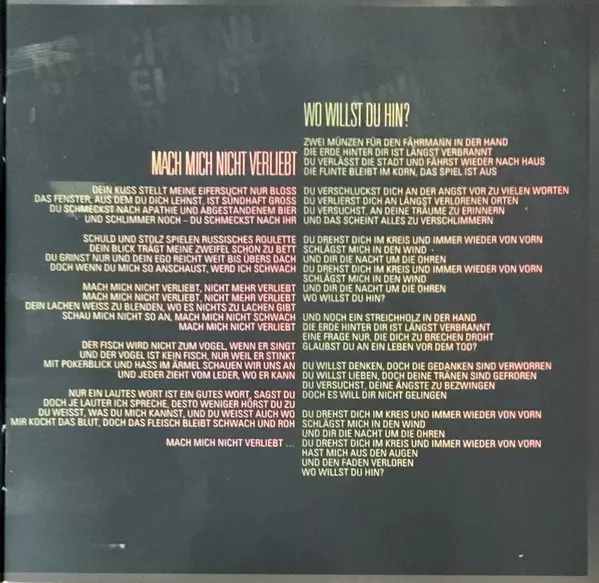 MACH MICH NICHT VERLIEBT
DEIN KUSS STELLT MEINE EIFERSUCHT NUR BLOSS
DAS FENSTER, AUS DEM DU DICH LEHNST, IST SÜNDHAFT GROSS
DU SCHMECKST NACH APATHIE UND ABGESTANDENEM BIER
UND SCHLIMMER NOCH – DU SCHMECKST NACH IHR
SCHULD UND STOLZ SPIELEN RUSSISCHES ROULETTE
DEIN BLICK TRÄGT MEINE ZWEIFEL SCHON ZU BETT
DU GRINST NUR UND DEIN EGO REICHT WEIT BIS ÜBERS DACH
DOCH WENN DU MICH SO ANSCHAUST, WERD ICH SCHWACH
MACH MICH NICHT VERLIEBT, NICHT MEHR VERLIEBT
MACH MICH NICHT VERLIEBT, NICHT MEHR VERLIEBT
DEIN LACHEN WEISS ZU BLENDEN, WO ES NICHTS ZU LACHEN GIBT
SCHAU MICH NICHT SO AN, MACH MICH NICHT SCHWACH
MACH MICH NICHT VERLIEBT
DER FISCH WIRD NICHT ZUM VOGEL, WENN ER SINGT
UND DER VOGEL IST KEIN FISCH, NUR WEIL ER STINKT
MIT POKERBLICK UND HASS IM ÄRMEL SCHAUEN WIR UNS AN
UND JEDER ZIEHT VOM LEDER, WO ER KANN
NUR EIN LAUTES WORT IST EIN GUTES WORT, SAGST DU
DOCH JE LAUTER ICH SPRECHE, DESTO WENIGER HÖRST DU ZU
DU WEISST, WAS DU MICH KANNST, UND DU WEISST AUCH WO
MIR KOCHT DAS BLUT, DOCH DAS FLEISCH BLEIBT SCHWACH UND ROH
MACH MICH NICHT VERLIEBT ...
WO WILLST DU HIN?
ZWEI MÜNZEN FÜR DEN FÄHRMANN IN DER HAND
DIE ERDE HINTER DIR IST LÄNGST VERBRANNT
DU VERLÄSST DIE STADT UND FÄHRST WIEDER NACH HAUS
DIE FLINTE BLEIBT IM KORN, DAS SPIEL IST AUS
DU VERSCHLUCKST DICH AN DER ANGST VOR ZU VIELEN WORTEN
DU VERLIERST DICH AN LÄNGST VERLORENEN ORTEN
DU VERSUCHST, AN DEINE TRÄUME ZU ERINNERN
UND DAS SCHEINT ALLES ZU VERSCHLIMMERN
DU DREHST DICH IM KREIS UND IMMER WIEDER VON VORN
SCHLÄGST MICH IN DEN WIND
UND DIR DIE NACHT UM DIE OHREN
DU DREHST DICH IM KREIS UND IMMER WIEDER VON VORN
SCHLÄGST MICH IN DEN WIND
UND DIR DIE NACHT UM DIE OHREN
WO WILLST DU HIN?
UND NOCH EIN STREICHHOLZ IN DER HAND
DIE ERDE HINTER DIR IST LÄNGST VERBRANNT
EINE FRAGE NUR, DIE DICH ZU BRECHEN DROHT
GLAUBST DU AN EIN LEBEN VOR DEM TOD?
DU WILLST DENKEN, DOCH DIE GEDANKEN SIND VERWORREN
DU WILLST LIEBEN, DOCH DEINE TRÄNEN SIND GEFROREN
DU VERSUCHST, DEINE ÄNGSTE ZU BEZWINGEN
DOCH ES WILL DIR NICHT GELINGEN
DU DREHST DICH IM KREIS UND IMMER WIEDER VON VORN
SCHLÄGST MICH IN DEN WIND
UND DIR DIE NACHT UM DIE OHREN
DU DREHST DICH IM KREIS UND IMMER WIEDER VON VORN
HAST MICH AUS DEN AUGEN
UND DEN FADEN VERLOREN
WO WILLST DU HIN?